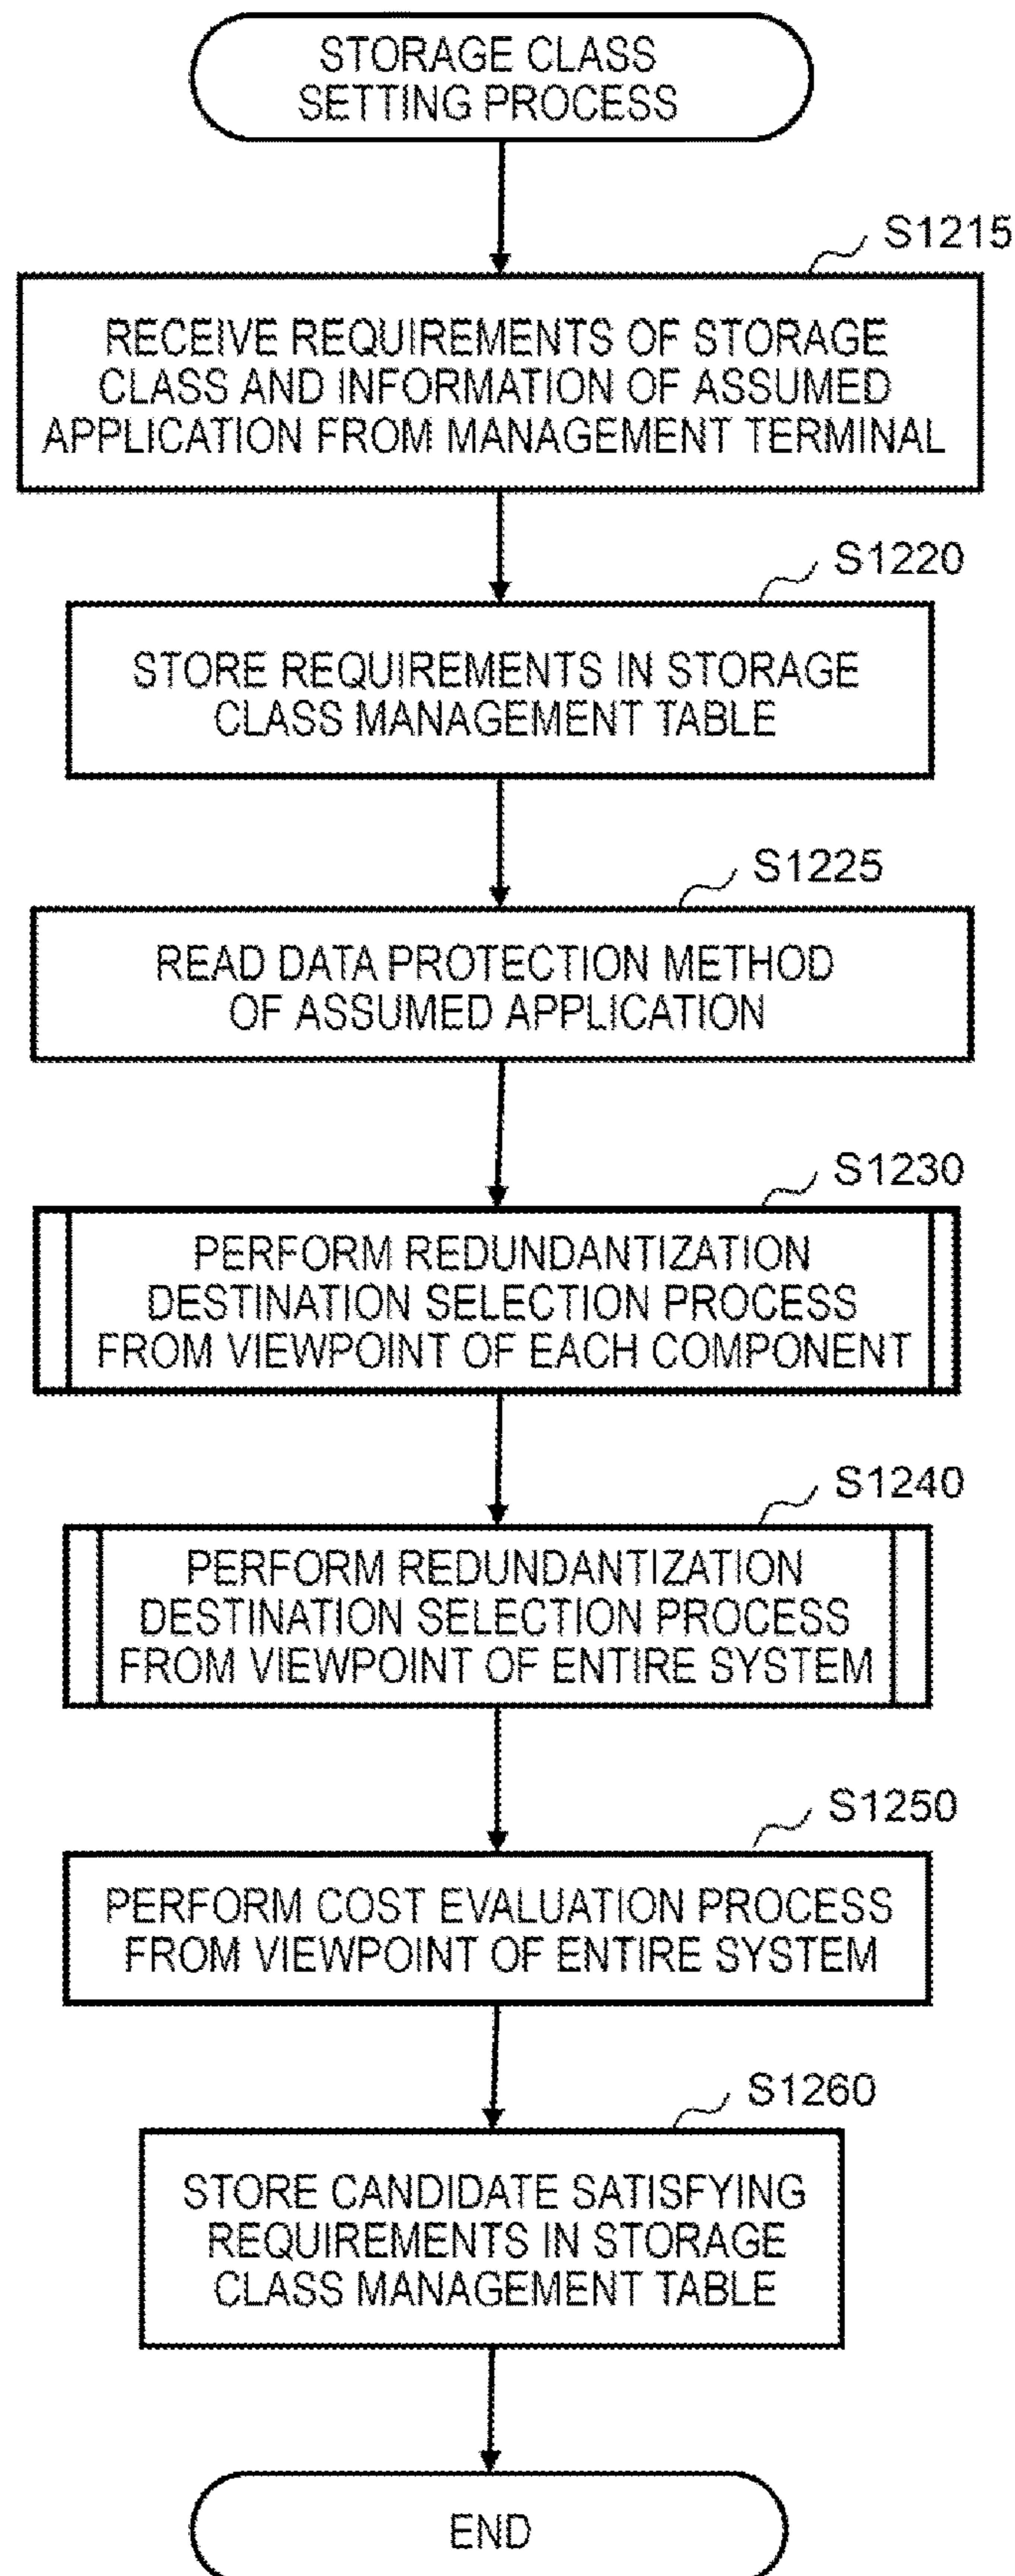 STORAGE CLASS
SETTING PROCESS
S1215
RECEIVE REQUIREMENTS OF STORAGE
CLASS AND INFORMATION OF ASSUMED
APPLICATION FROM MANAGEMENT TERMINAL
S1220
STORE REQUIREMENTS IN STORAGE
CLASS MANAGEMENT TABLE
S1225
READ DATA PROTECTION METHOD
OF ASSUMED APPLICATION
S1230
PERFORM REDUNDANTIZATION
DESTINATION SELECTION PROCESS
FROM VIEWPOINT OF EACH COMPONENT
S1240
PERFORM REDUNDANTIZATION
DESTINATION SELECTION PROCESS
FROM VIEWPOINT OF ENTIRE SYSTEM
S1250
PERFORM COST EVALUATION PROCESS
FROM VIEWPOINT OF ENTIRE SYSTEM
S1260
STORE CANDIDATE SATISFYING
REQUIREMENTS IN STORAGE
CLASS MANAGEMENT TABLE
END